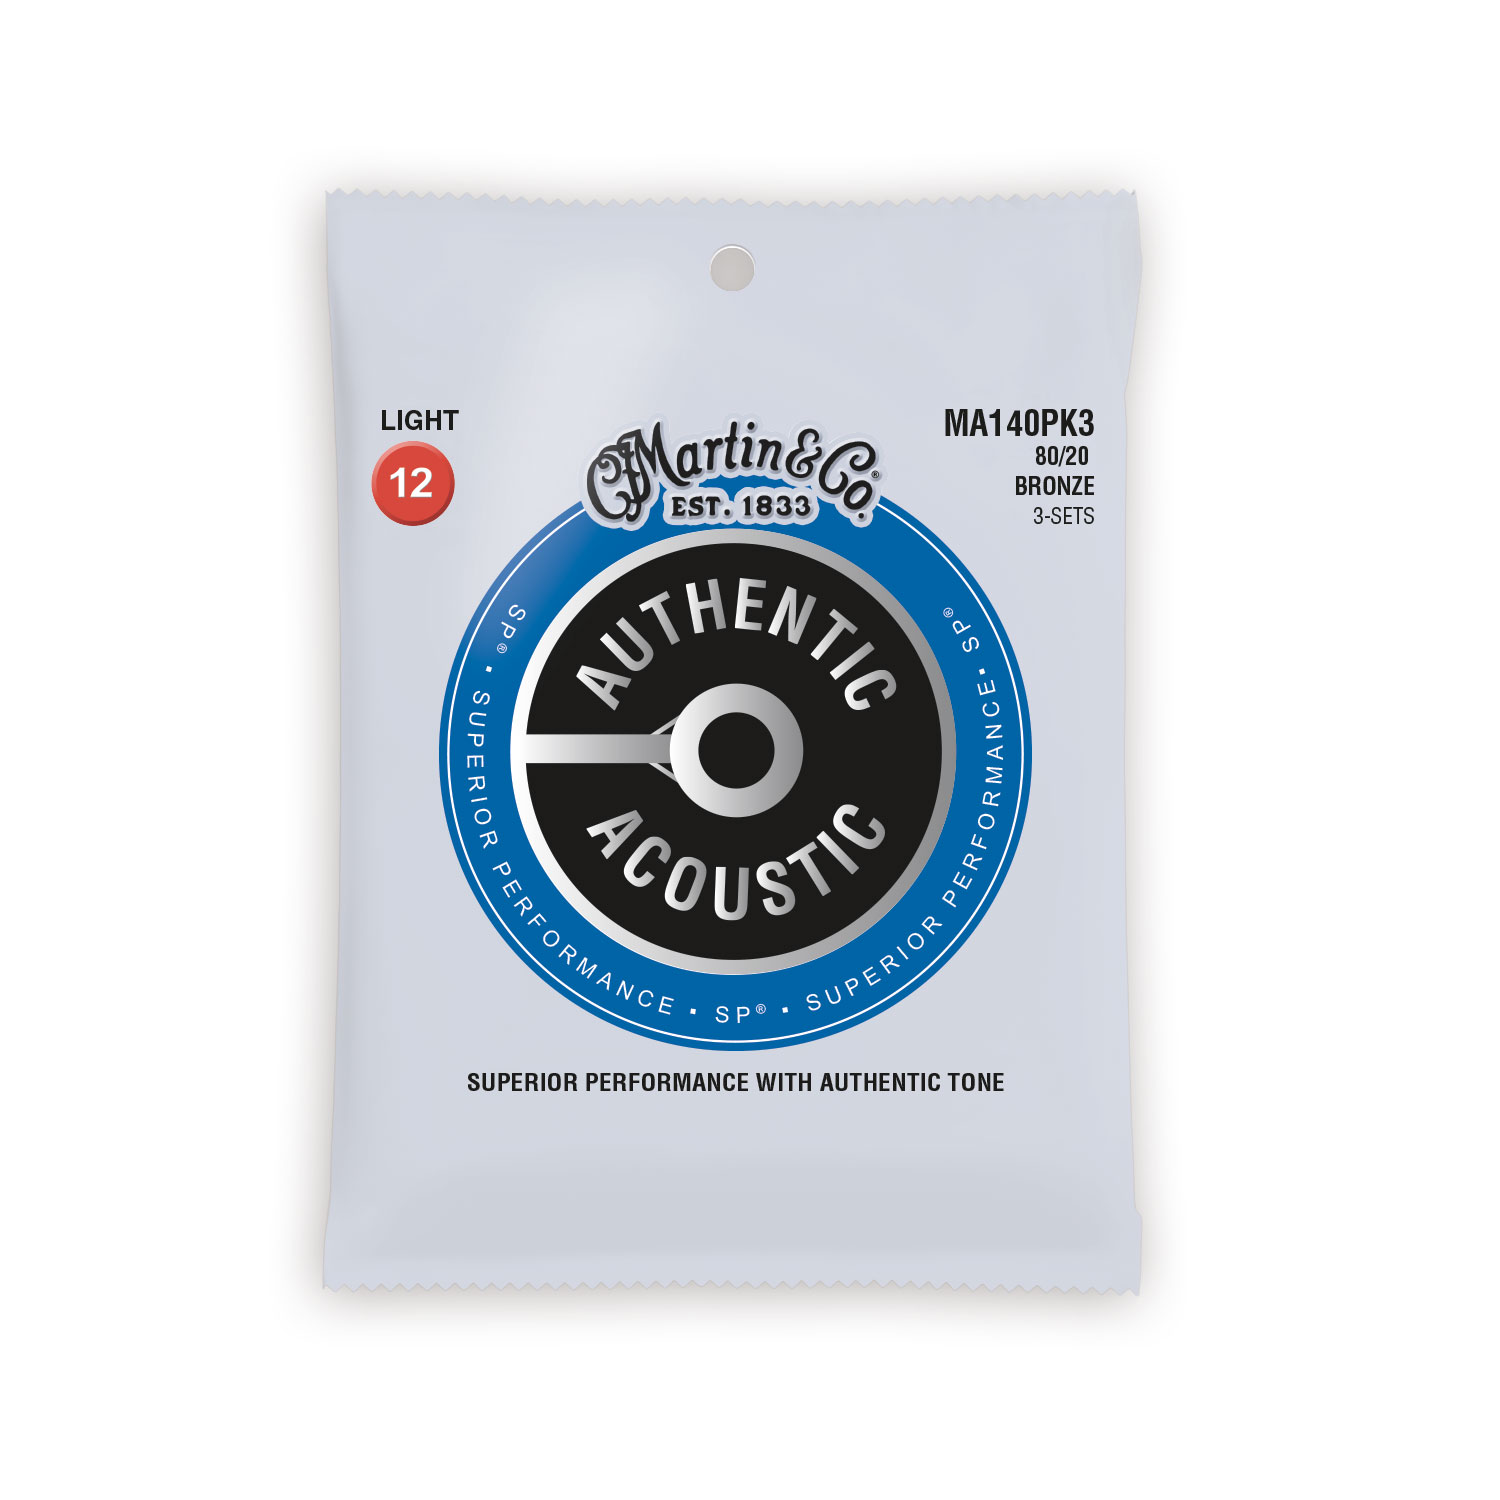 LIGHT
12
MA140PK3
80/20
BRONZE
3-SETS
Martin & Co.®
EST. 1833
AUTHENTIC
ACOUSTIC
SP® • SUPERIOR PERFORMANCE • SP® • SUPERIOR PERFORMANCE • SP®
SUPERIOR PERFORMANCE WITH AUTHENTIC TONE